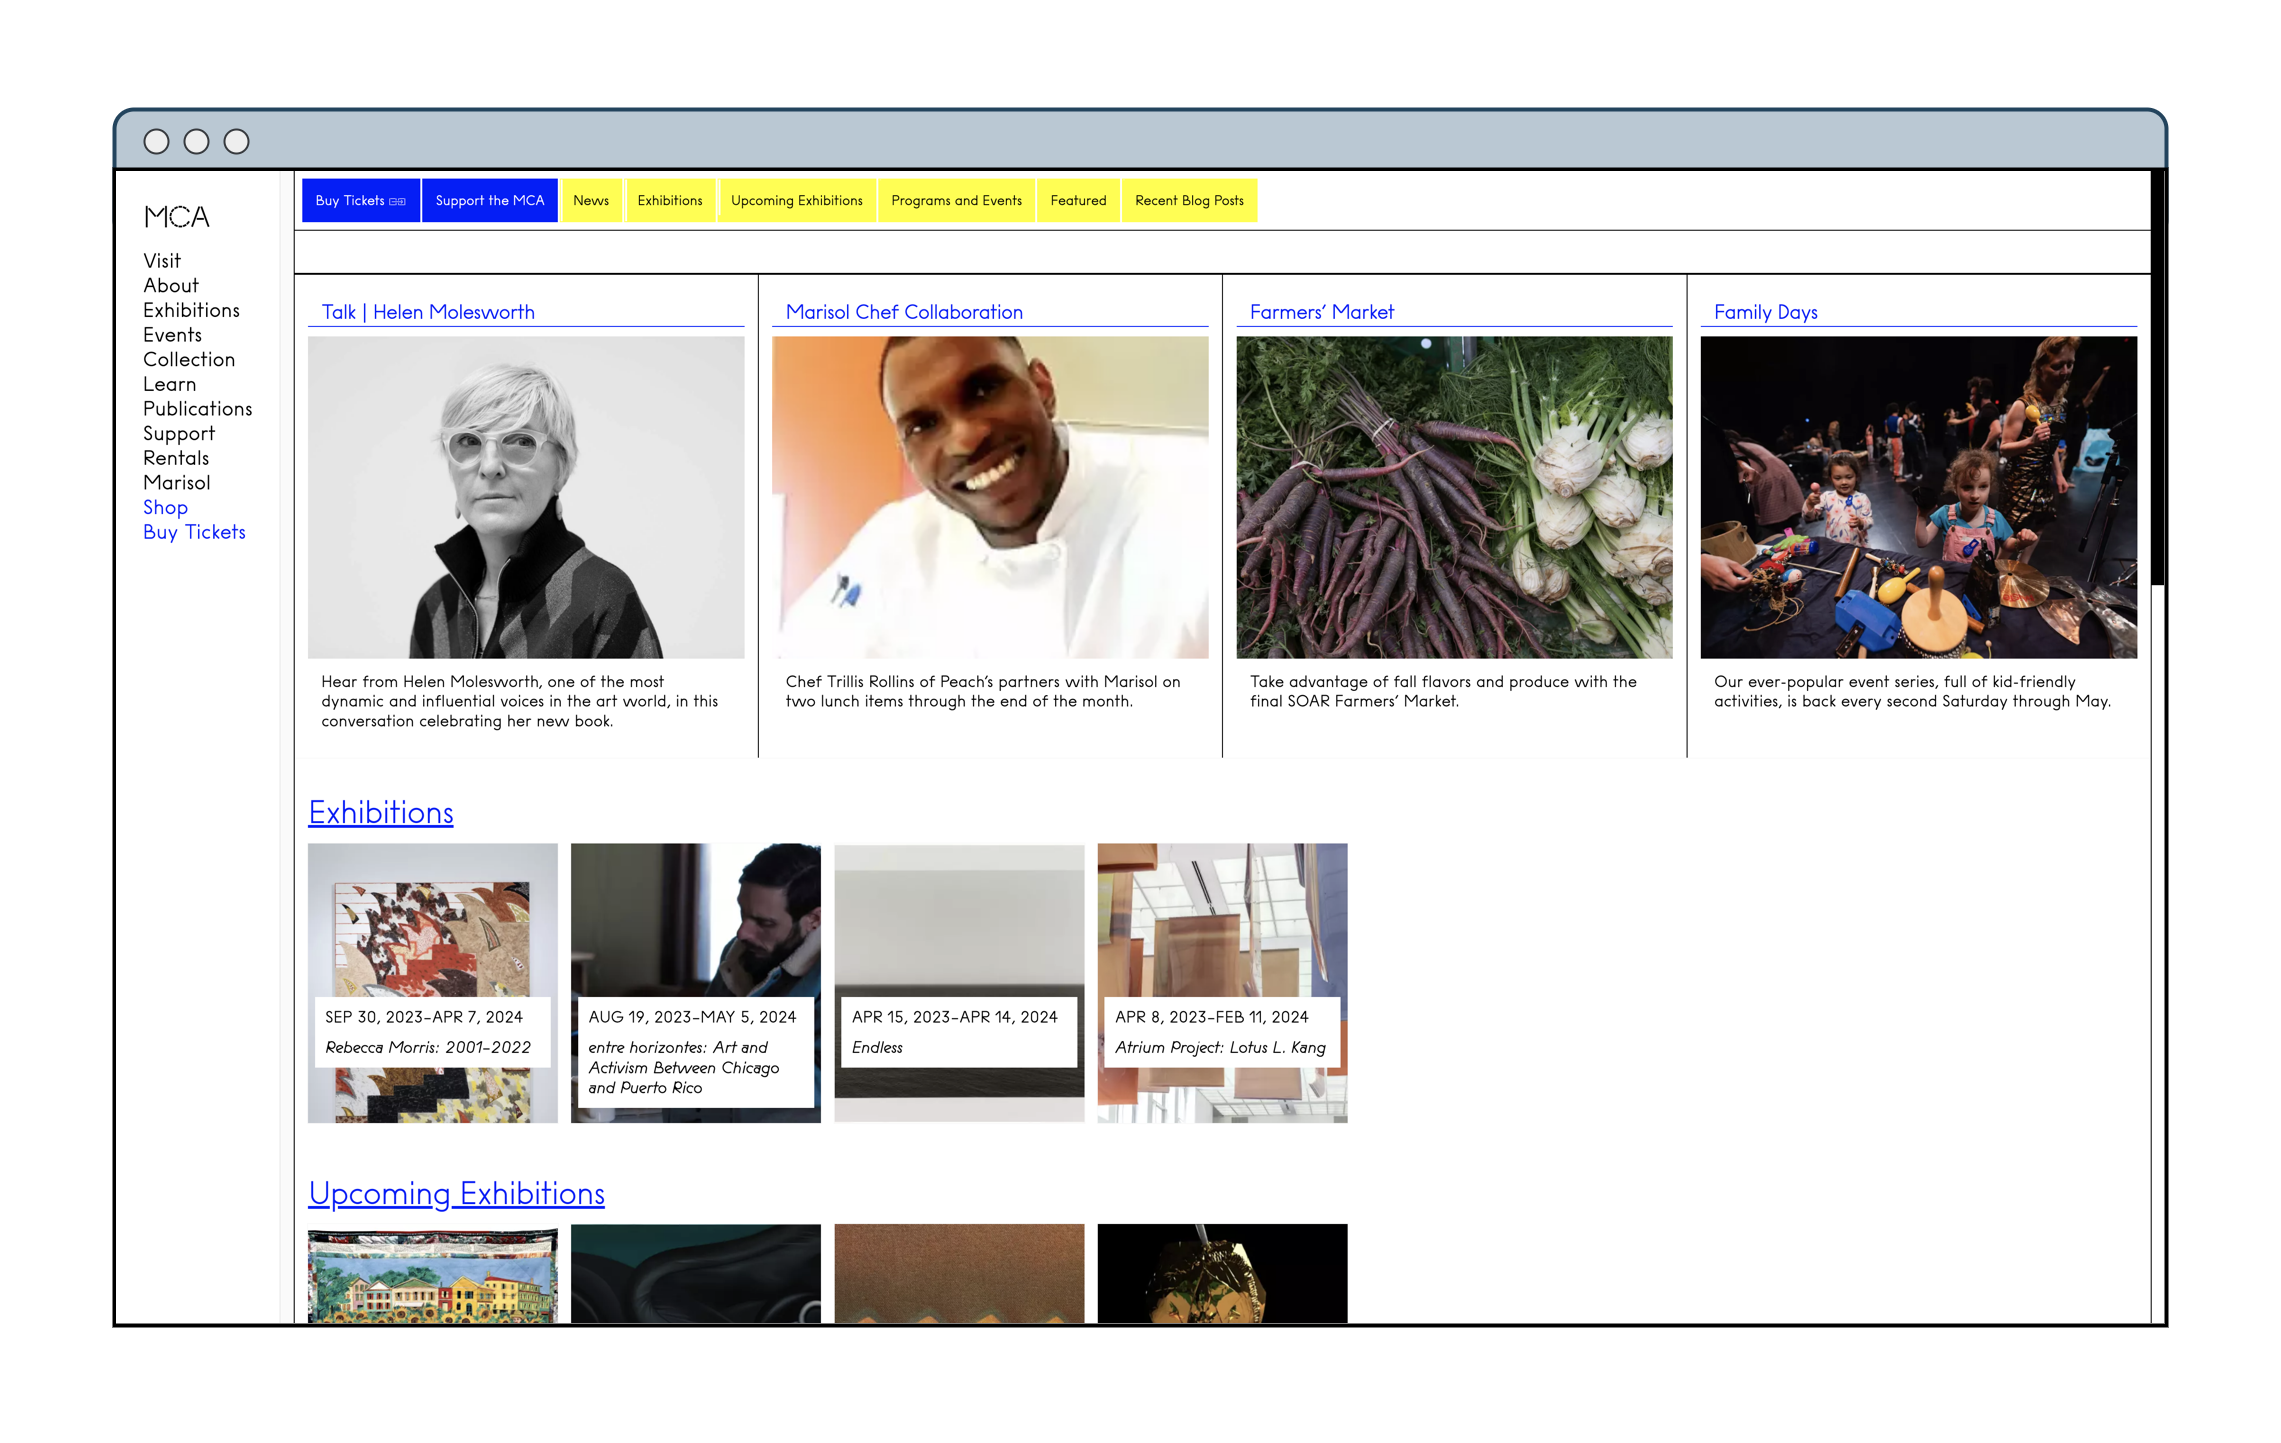 MCA
Visit
About
Exhibitions
Events
Collection
Learn
Publications
Support
Rentals
Marisol
Shop
Buy Tickets
Buy Tickets
Support the MCA
News
Exhibitions
Upcoming Exhibitions
Programs and Events
Featured
Recent Blog Posts
Talk | Helen Molesworth
Hear from Helen Molesworth, one of the most
dynamic and influential voices in the art world, in this
conversation celebrating her new book.
Marisol Chef Collaboration
Chef Trillis Rollins of Peach's partners with Marisol on
two lunch items through the end of the month.
Farmers' Market
Take advantage of fall flavors and produce with the
final SOAR Farmers' Market.
Family Days
Our ever-popular event series, full of kid-friendly
activities, is back every second Saturday through May.
Exhibitions
SEP 30, 2023–APR 7, 2024
Rebecca Morris: 2001–2022
AUG 19, 2023–MAY 5, 2024
entre horizontes: Art and
Activism Between Chicago
and Puerto Rico
APR 15, 2023–APR 14, 2024
Endless
APR 8, 2023–FEB 11, 2024
Atrium Project: Lotus L. Kang
Upcoming Exhibitions